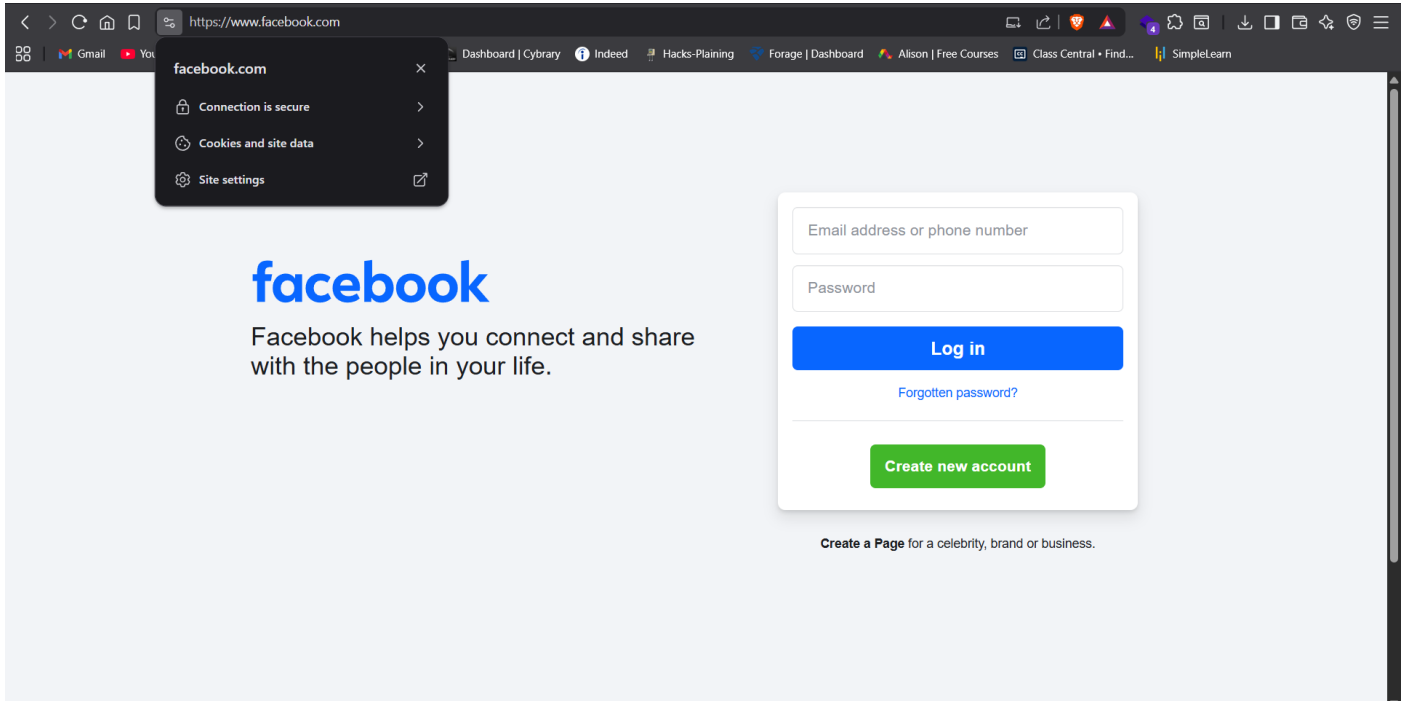 https://www.facebook.com
4
Gmail
Dashboard | Cybrary
Indeed
Hacks-Plaining
Forage | Dashboard
Alison | Free Courses
Class Central • Find...
SimpleLearn
facebook.com
Connection is secure
Cookies and site data
Site settings
facebook
Facebook helps you connect and share
with the people in your life.
Email address or phone number
Password
Log in
Forgotten password?
Create new account
Create a Page for a celebrity, brand or business.